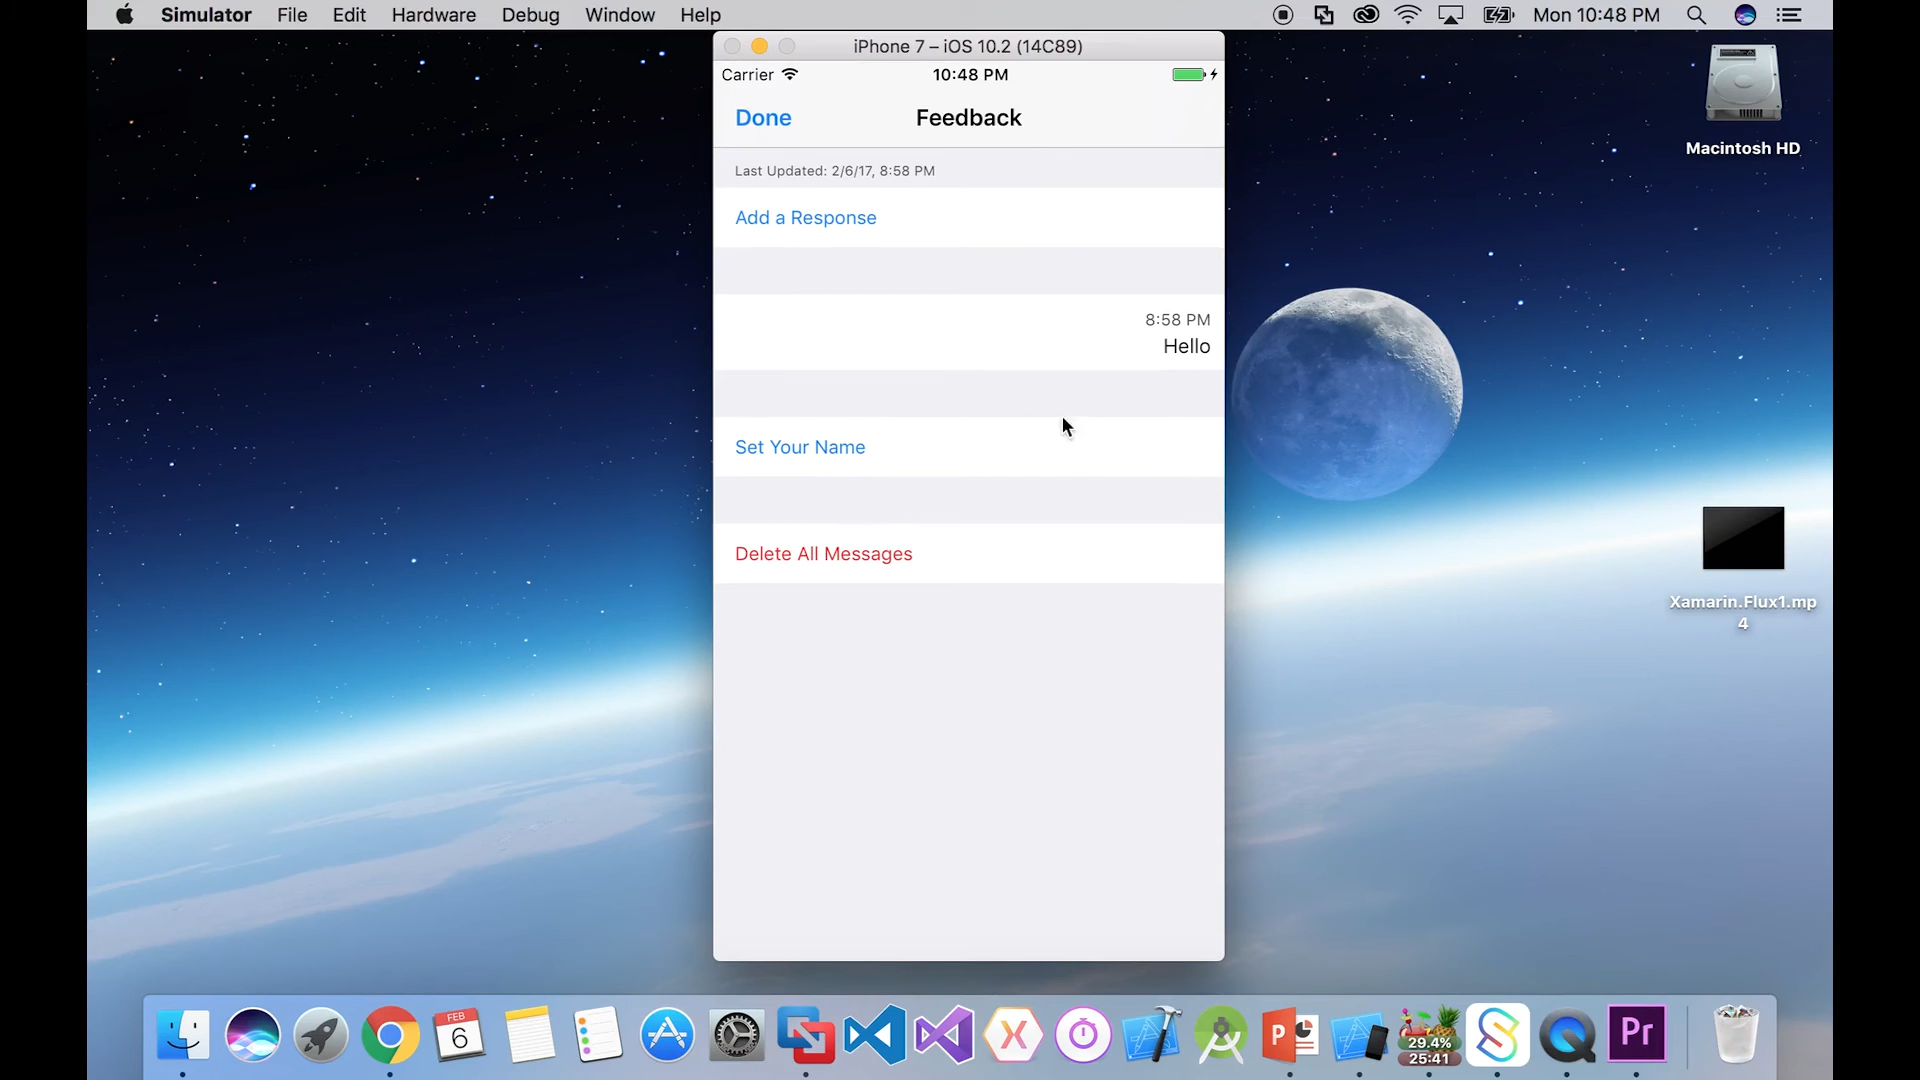 Simulator File Edit Hardware Debug Window Help Mon 10:48 PM
iPhone 7 – iOS 10.2 (14C89)
Carrier 10:48 PM
Done Feedback
Last Updated: 2/6/17, 8:58 PM
Add a Response
8:58 PM
Hello
Set Your Name
Delete All Messages
Macintosh HD
Xamarin.Flux1.mp
4
FEB
6
X
P
29.4%
25:41
Pr